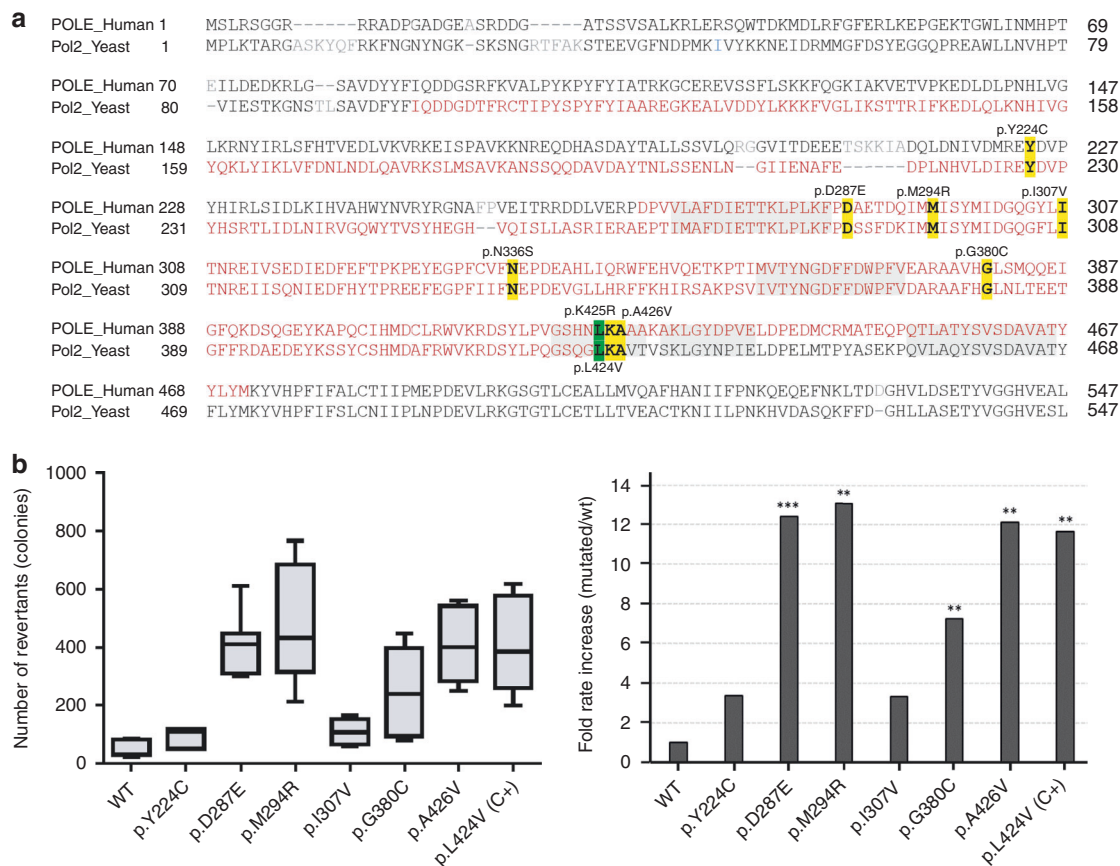 a
POLE_Human 1 MSLRSGGR-----RRADPGADGEASRDDG-----ATSSVSALKRLERSQWTDKMDLRFGFERLKEPGEKTGWLINMHPT 69
Pol2_Yeast 1 MPLKTARGASKYQFRKFNGNYNGK-SKSNGRTFAKSTEEVGFNDPMKIVYKKNEIDRMMGFDSYEGGQPREAWLLNVHPT 79
POLE_Human 70 EILDEDKRLG--SAVDYYFIQDDGSRFKVALPYKPYFYIATRKGCEREVSSFLSKKFQGKIAKVETVPKEDLDLPNHLVG 147
Pol2_Yeast 80 -VIESTKGNSTLSAVDFYFIQDDGDTFRCTIPYSPYFYIAAREGKEALVDDYLKKKFVGLIKSTTRIFKEDLQLKNHIVG 158
p.Y224C
POLE_Human 148 LKRNYIRLSFHTVEDLVKVRKEISPAVKKNREQDHASDAYTALLSSVLQRGGVITDEEETSKKIADQLDNIVDMREYDVP 227
Pol2_Yeast 159 YQKLYIKLVFDNLNDLQAVRKSLMSAVKANSSQQDAVDAYTNLSSENL--NGIIENAFE------DPLNHVLDIREYDVP 230
p.D287E p.M294R p.I307V
POLE_Human 228 YHIRLSIDLKIHVAHWYNVRYRGNAFPVEITRRDDLVERPDPVVLAFDIETTKLPLKFPDAETDQIMMISYMIDGQGYLI 307
Pol2_Yeast 231 YHSRTLIDLNIRVGQWYTVSYHEGH--VQISLLASRIERAEPTIMAFDIETTKLPLKFPDSSFDKIMMISYMIDGQGFLI 308
p.N336S p.G380C
POLE_Human 308 TNREIVSEDIEDFEFTPKPEYEGPFCVFNEPDEAHLIQRWFEHVQETKPTIMVTYNGDFFDWPFVEARAAVHGLSMQQEI 387
Pol2_Yeast 309 TNREIISQNIEDFHYTPREEFEGPFIIFNEPDEVGLLHRFFKHIRSAKPSVIVTYNGDFFDWPFVDARAAFHGLNLTEET 388
p.K425R p.A426V
POLE_Human 388 GFQKDSQGEYKAPQCIHMDCLRWVKRDSYLPVGSHNLKAAAKAKLGYDPVELDPEDMCRMATEQPQTLATYSVSDAVATY 467
Pol2_Yeast 389 GFFRDAEDEYKSSYCSHMDAFRWVKRDSYLPQGSQGLKAVTVSKLGYNPIELDPELMTPYASEKPQVLAQYSVSDAVATY 468
p.L424V
POLE_Human 468 YLYMKYVHPFIFALCTIIPMEPDEVLRKGSGTLCEALLMVQAFHANIIFPNKQEQEFNKLTDDGHVLDSETYVGGHVEAL 547
Pol2_Yeast 469 FLYMKYVHPFIFSLCNIIPLNPDEVLRKGTGTLCETLLTVEACTKNIILPNKHVDASQKFFD-GHLLASETYVGGHVESL 547
b
Number of revertants (colonies)
1000
800
600
400
200
0
WT p.Y224C p.D287E p.M294R p.I307V p.G380C p.A426V p.L424V (C+)
Fold rate increase (mutated/wt)
14
12
10
8
6
4
2
0
*** ** ** ** **
WT p.Y224C p.D287E p.M294R p.I307V p.G380C p.A426V p.L424V (C+)